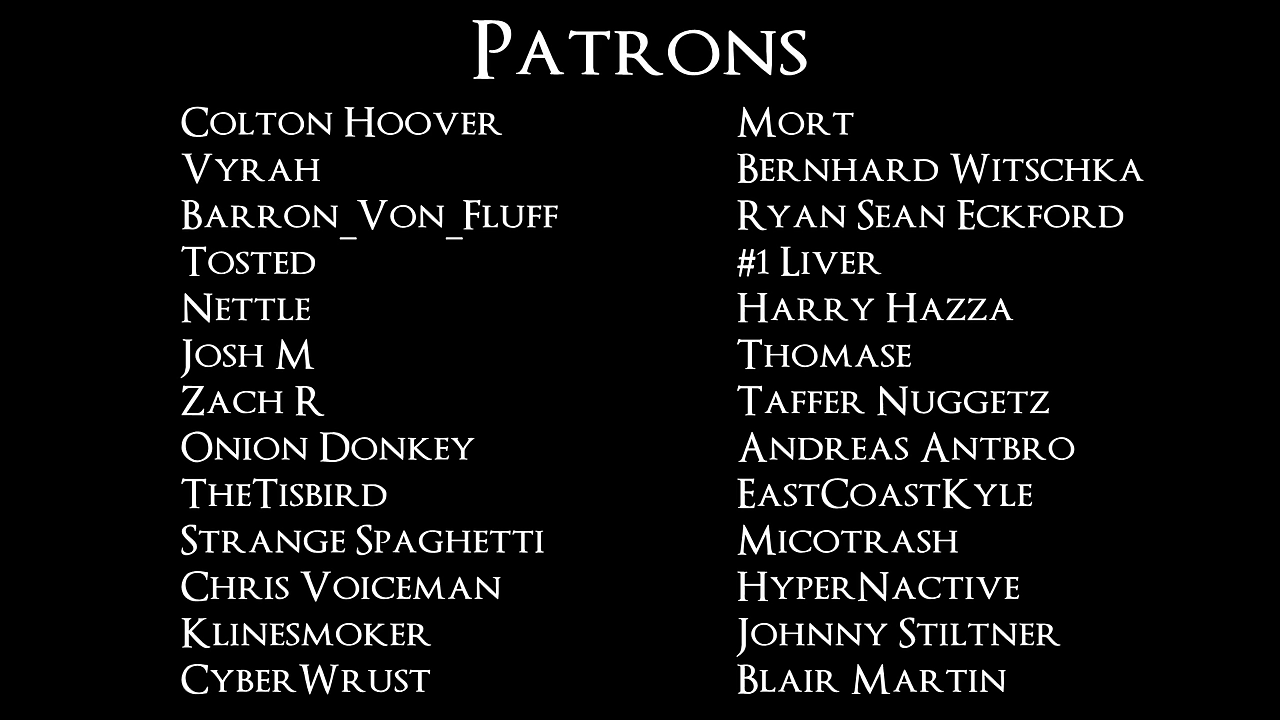 Patrons
Colton Hoover
Vyrah
Barron_Von_Fluff
Tosted
Nettle
Josh M
Zach R
Onion Donkey
TheTisbird
Strange Spaghetti
Chris Voiceman
Klinesmoker
CyberWrust
Mort
Bernhard Witschka
Ryan Sean Eckford
#1 Liver
Harry Hazza
Thomase
Taffer Nuggetz
Andreas Antbro
EastCoastKyle
Micotrash
HyperNactive
Johnny Stiltner
Blair Martin